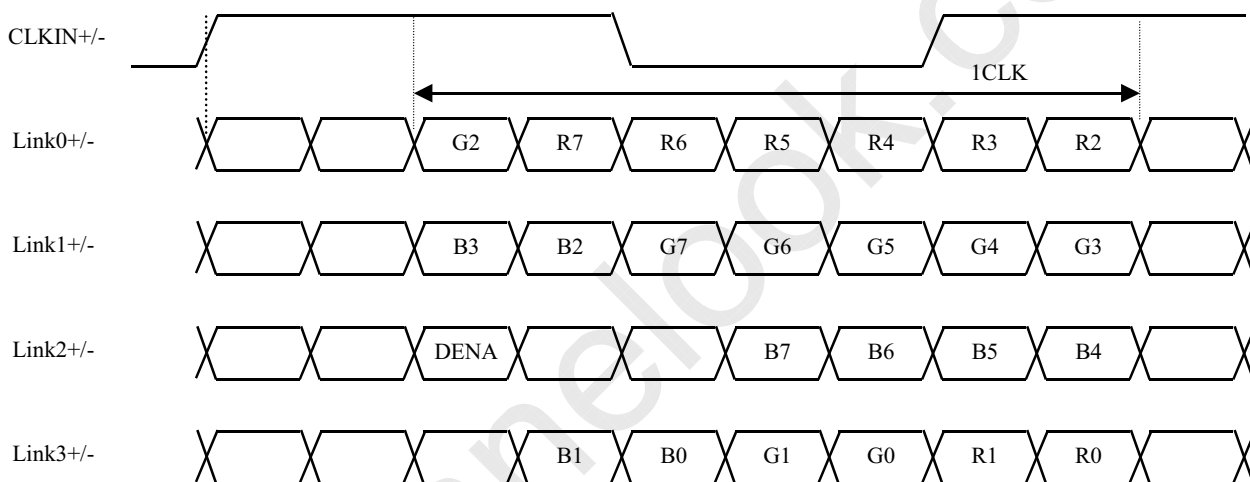 CLKIN+/-
1CLK
Link0+/- G2 R7 R6 R5 R4 R3 R2
Link1+/- B3 B2 G7 G6 G5 G4 G3
Link2+/- DENA B7 B6 B5 B4
Link3+/- B1 B0 G1 G0 R1 R0
nelook.c